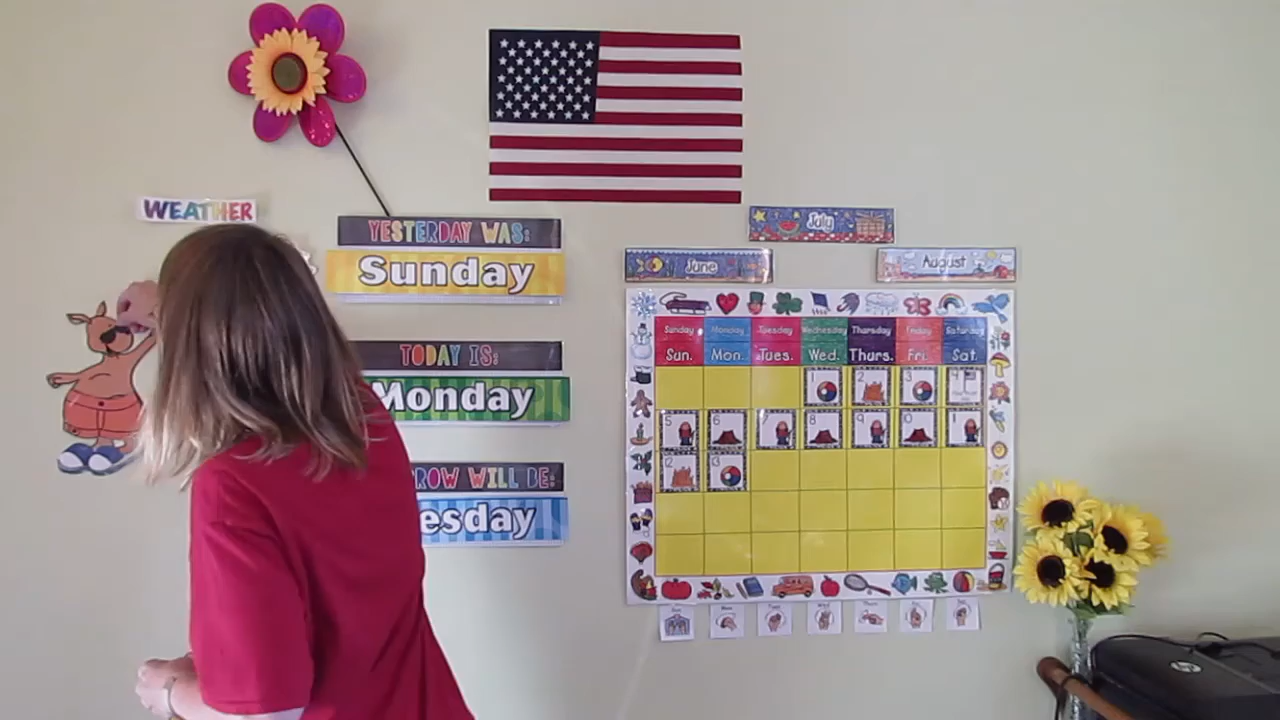 WEATHER
YESTERDAY WAS:
Sunday
TODAY IS:
Monday
ROW WILL BE:
esday
July
June
August
Sunday Monday Tuesday Wednesday Thursday Friday Saturday
Sun. Mon. Tues. Wed. Thurs. Fri. Sat.
1 2 3 4
5 6 7 8 9 10 11
12 13
hp